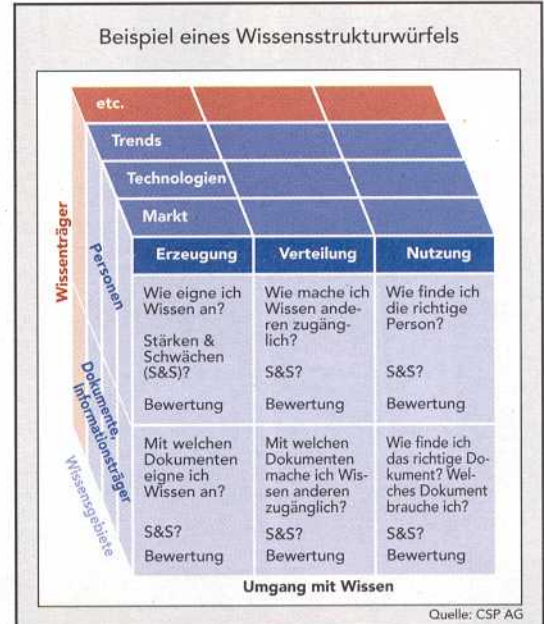 Beispiel eines Wissensstrukturwürfels
etc.
Trends
Technologien
Markt
Wissenträger
Personen
Dokumente,
Informationsträger
Wissensgebiete
Erzeugung
Verteilung
Nutzung
Wie eigne ich
Wissen an?
Stärken &
Schwächen
(S&S)?
Bewertung
Wie mache ich
Wissen ande-
ren zugäng-
lich?
S&S?
Bewertung
Wie finde ich
die richtige
Person?
S&S?
Bewertung
Mit welchen
Dokumenten
eigne ich
Wissen an?
S&S?
Bewertung
Mit welchen
Dokumenten
mache ich Wis-
sen anderen
zugänglich?
S&S?
Bewertung
Wie finde ich
das richtige Do-
kument? Wel-
ches Dokument
brauche ich?
S&S?
Bewertung
Umgang mit Wissen
Quelle: CSP AG